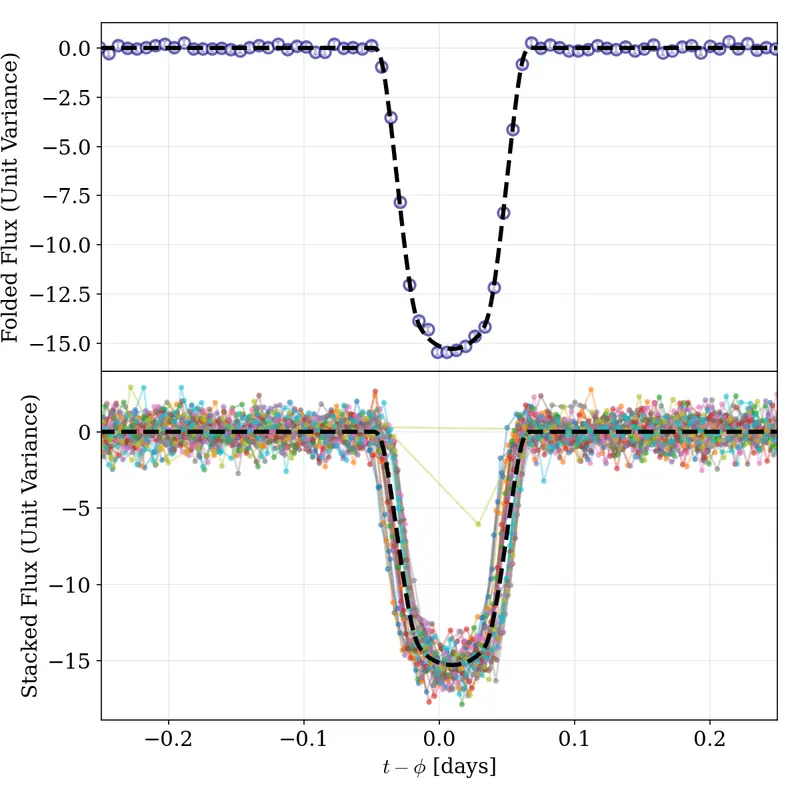 Folded Flux (Unit Variance)
0.0
−2.5
−5.0
−7.5
−10.0
−12.5
−15.0
Stacked Flux (Unit Variance)
0
−5
−10
−15
−0.2 −0.1 0.0 0.1 0.2
t − ϕ [days]